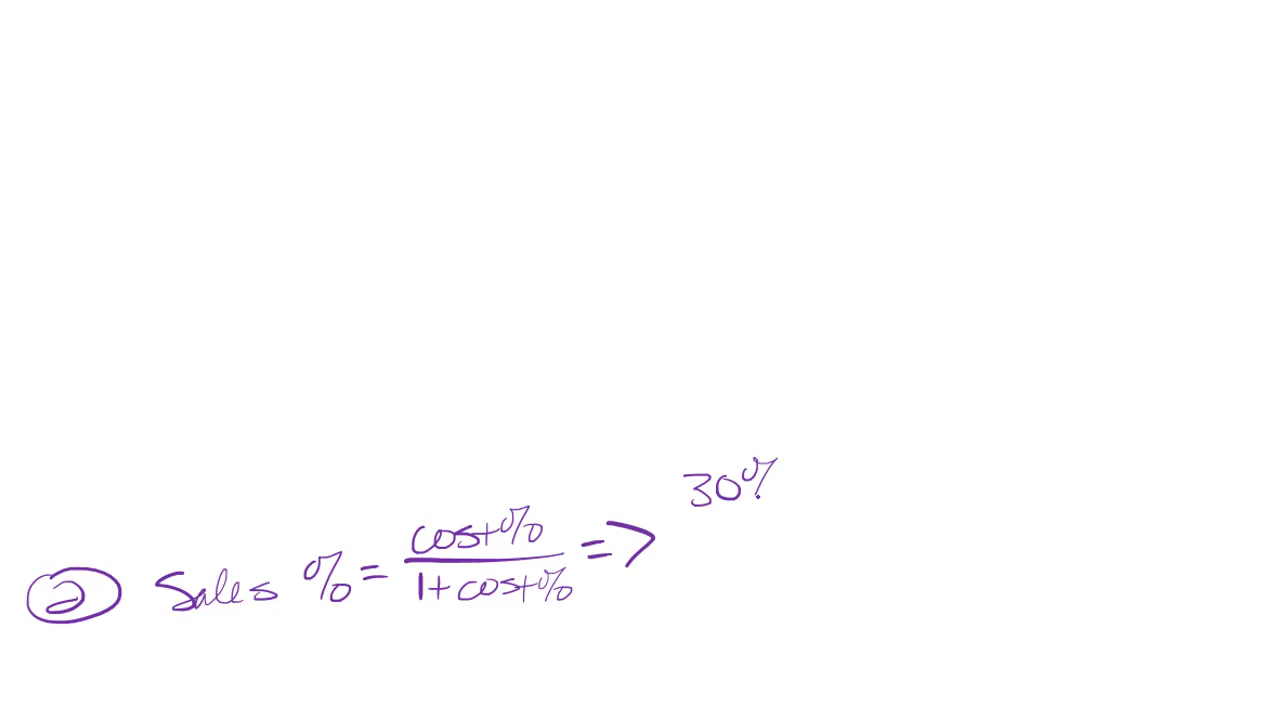 ② Sales % = cost% / 1 + cost% => 30%